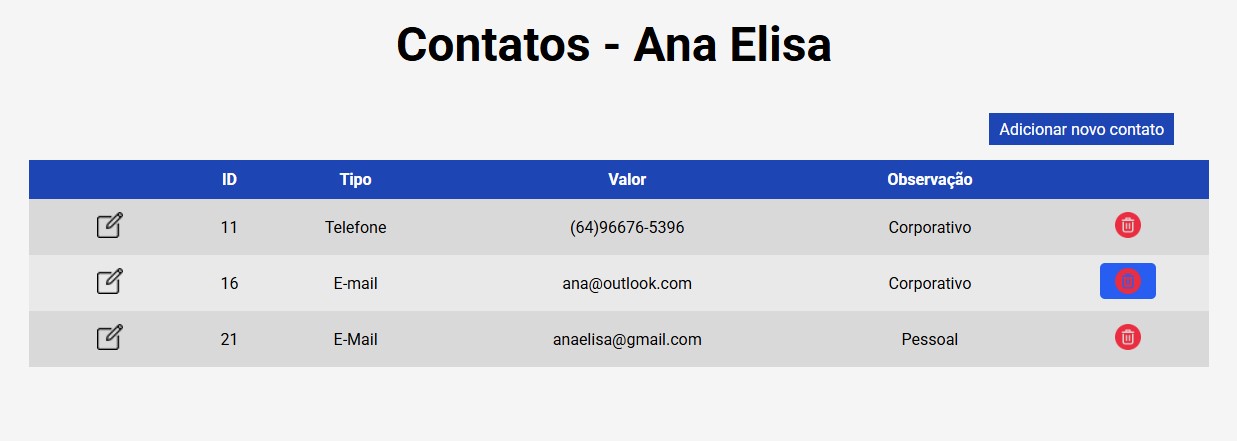 Contatos - Ana Elisa
Adicionar novo contato
ID Tipo Valor Observação
11 Telefone (64)96676-5396 Corporativo
16 E-mail ana@outlook.com Corporativo
21 E-Mail anaelisa@gmail.com Pessoal